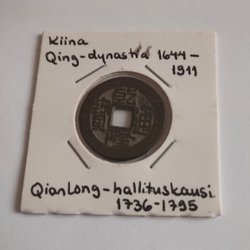 Kiina
Qing-dynastia 1644-
1911
QianLong-hallituskausi
1736-1795